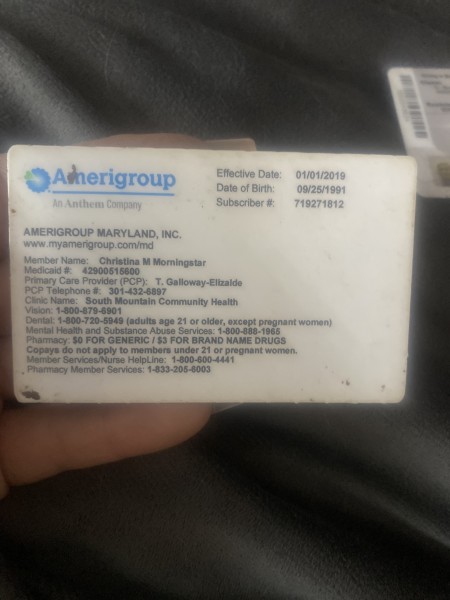 Amerigroup
An Anthem Company
Effective Date: 01/01/2019
Date of Birth: 09/25/1991
Subscriber #: 719271812
AMERIGROUP MARYLAND, INC.
www.myamerigroup.com/md
Member Name: Christina M Morningstar
Medicaid #: 42900515600
Primary Care Provider (PCP): T. Galloway-Elizalde
PCP Telephone #: 301-432-6897
Clinic Name: South Mountain Community Health
Vision: 1-800-879-6901
Dental: 1-800-720-5949 (adults age 21 or older, except pregnant women)
Mental Health and Substance Abuse Services: 1-800-888-1965
Pharmacy: $0 FOR GENERIC / $3 FOR BRAND NAME DRUGS
Copays do not apply to members under 21 or pregnant women.
Member Services/Nurse HelpLine: 1-800-600-4441
Pharmacy Member Services: 1-833-205-6003